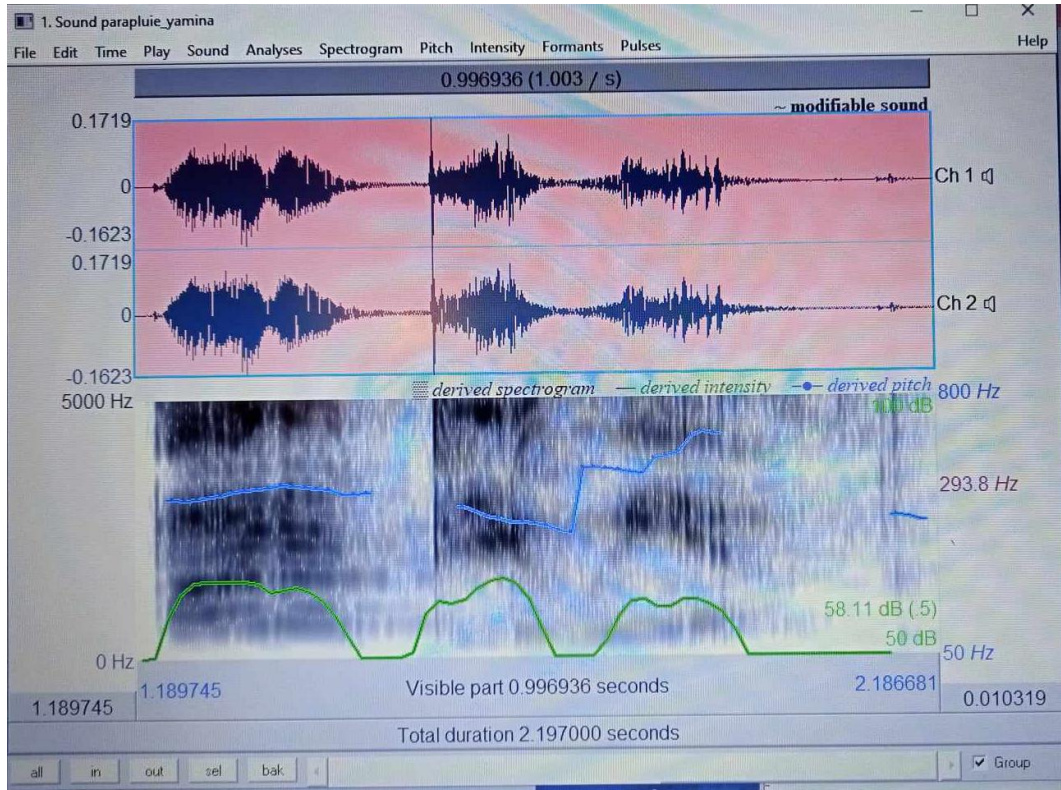 1. Sound parapluie_yamina
File Edit Time Play Sound Analyses Spectrogram Pitch Intensity Formants Pulses Help
0.996936 (1.003 / s)
~ modifiable sound
0.1719
0
-0.1623
Ch 1
0.1719
0
-0.1623
Ch 2
derived spectrogram — derived intensity derived pitch
5000 Hz
800 Hz
100 dB
293.8 Hz
58.11 dB (.5)
50 dB
0 Hz
50 Hz
1.189745
1.189745
Visible part 0.996936 seconds
2.186681
0.010319
Total duration 2.197000 seconds
all in out sel bak
Group